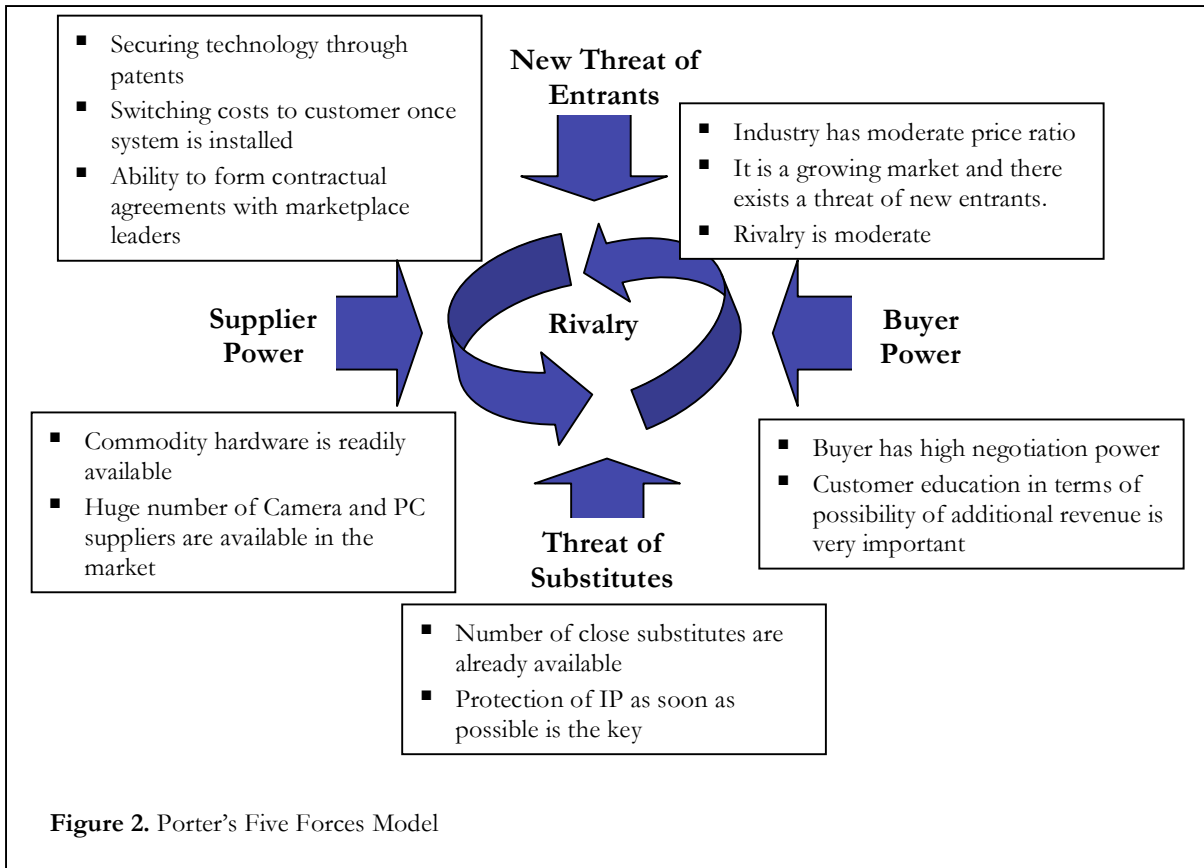 ▪ Securing technology through
patents
▪ Switching costs to customer once
system is installed
▪ Ability to form contractual
agreements with marketplace
leaders
New Threat of
Entrants
▪ Industry has moderate price ratio
▪ It is a growing market and there
exists a threat of new entrants.
▪ Rivalry is moderate
Supplier
Power
Rivalry
Buyer
Power
▪ Commodity hardware is readily
available
▪ Huge number of Camera and PC
suppliers are available in the
market
▪ Buyer has high negotiation power
▪ Customer education in terms of
possibility of additional revenue is
very important
Threat of
Substitutes
▪ Number of close substitutes are
already available
▪ Protection of IP as soon as
possible is the key
Figure 2. Porter’s Five Forces Model